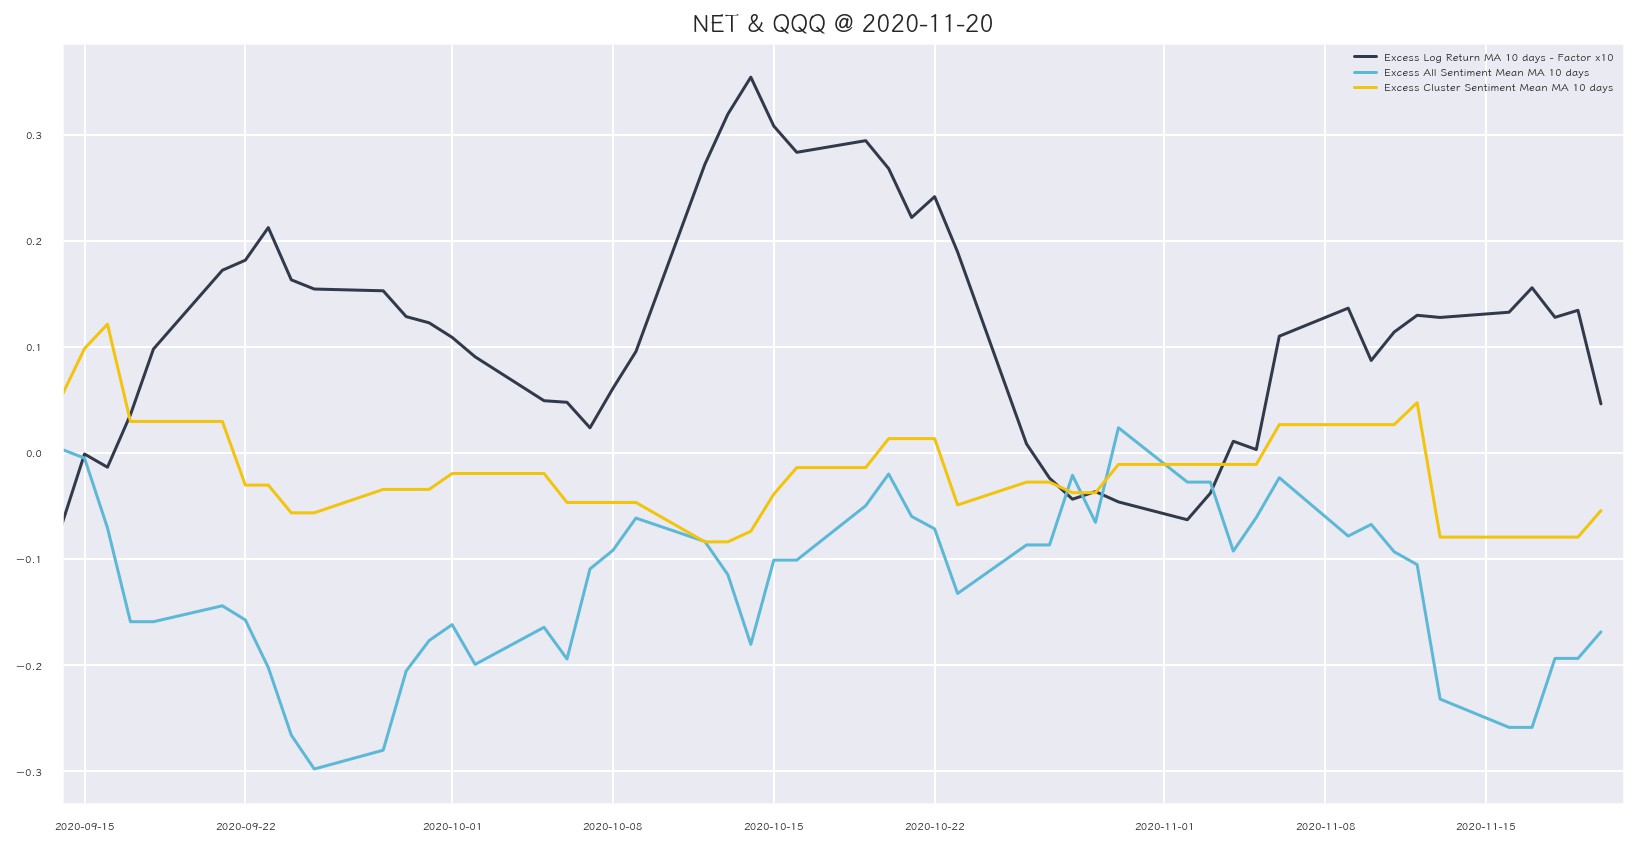 NET & QQQ @ 2020-11-20
Excess Log Return MA 10 days - Factor x10
Excess All Sentiment Mean MA 10 days
Excess Cluster Sentiment Mean MA 10 days
0.3
0.2
0.1
0.0
−0.1
−0.2
−0.3
2020-09-15 2020-09-22 2020-10-01 2020-10-08 2020-10-15 2020-10-22 2020-11-01 2020-11-08 2020-11-15